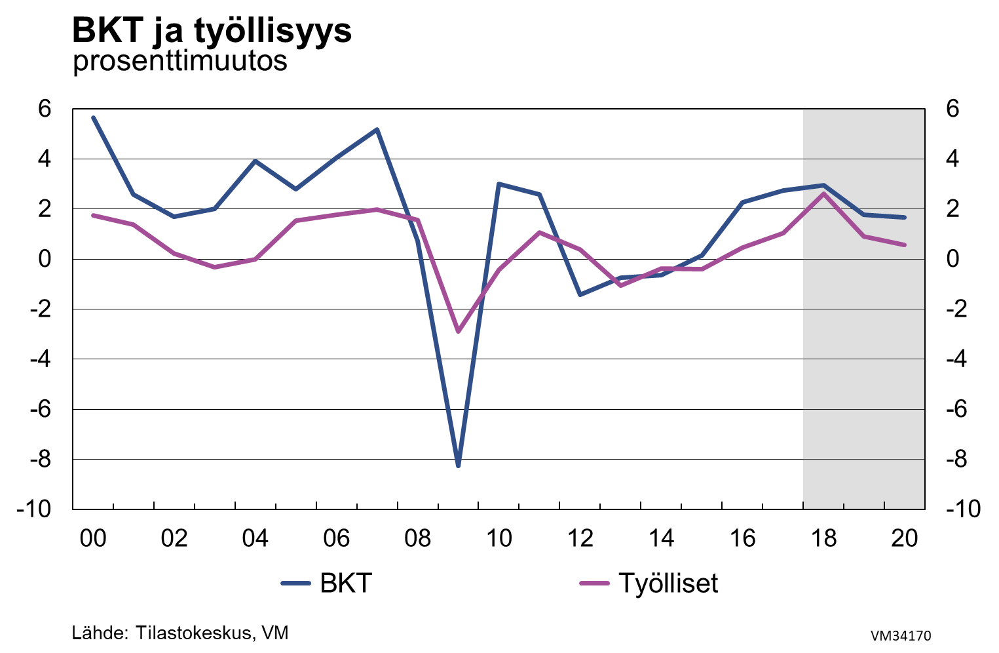 BKT ja työllisyys
prosenttimuutos
6 6
4 4
2 2
0 0
-2 -2
-4 -4
-6 -6
-8 -8
-10 -10
00 02 04 06 08 10 12 14 16 18 20
BKT Työlliset
Lähde: Tilastokeskus, VM VM34170